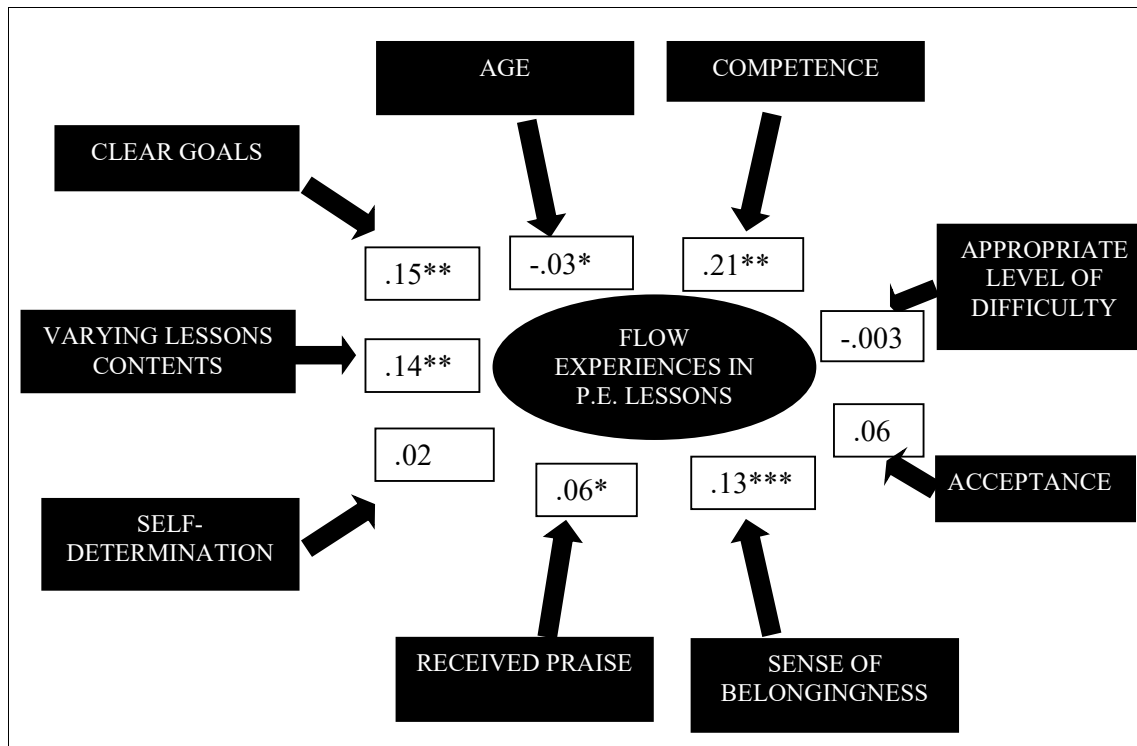 AGE
COMPETENCE
CLEAR GOALS
.15**
-.03*
.21**
APPROPRIATE
LEVEL OF
DIFFICULTY
VARYING LESSONS
CONTENTS
.14**
FLOW
EXPERIENCES IN
P.E. LESSONS
-.003
.02
.06*
.13***
.06
ACCEPTANCE
SELF-
DETERMINATION
RECEIVED PRAISE
SENSE OF
BELONGINGNESS